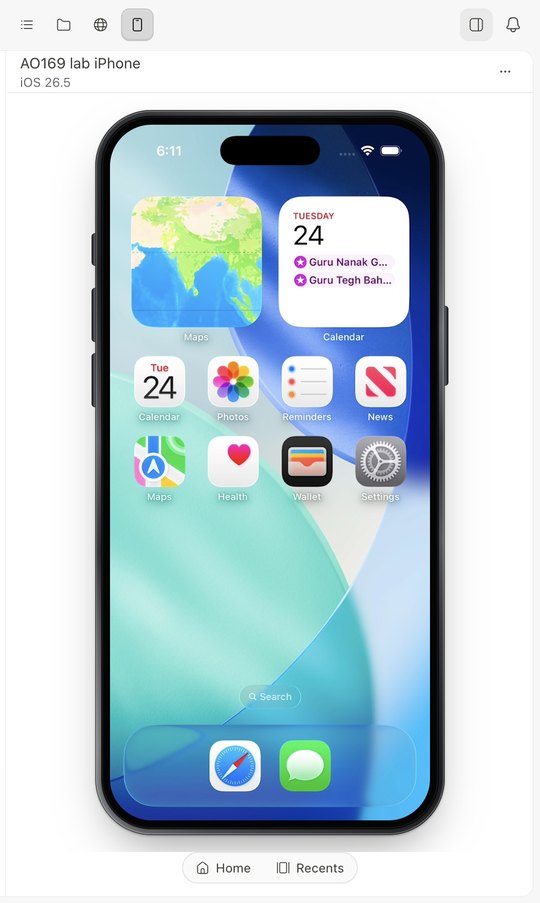 AO169 lab iPhone
iOS 26.5
6:11
TUESDAY
24
Guru Nanak G...
Guru Tegh Bah...
Maps
Calendar
Tue
24
Calendar
Photos
Reminders
News
Maps
Health
Wallet
Settings
Search
Home
Recents